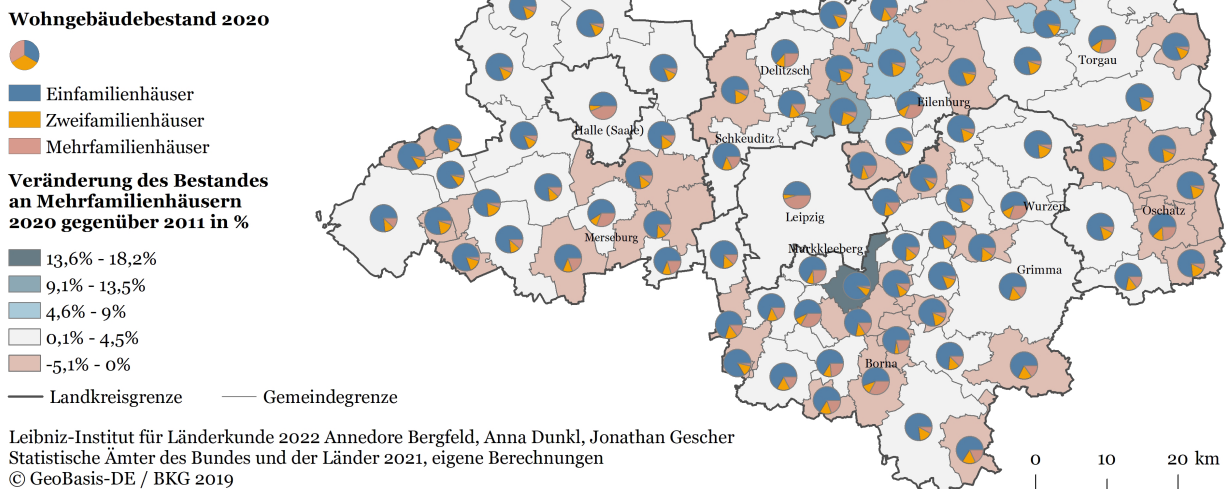 Wohngebäudebestand 2020
Einfamilienhäuser
Zweifamilienhäuser
Mehrfamilienhäuser
Veränderung des Bestandes
an Mehrfamilienhäusern
2020 gegenüber 2011 in %
13,6% - 18,2%
9,1% - 13,5%
4,6% - 9%
0,1% - 4,5%
-5,1% - 0%
Landkreisgrenze
Gemeindegrenze
Leibniz-Institut für Länderkunde 2022 Annedore Bergfeld, Anna Dunkl, Jonathan Gescher
Statistische Ämter des Bundes und der Länder 2021, eigene Berechnungen
© GeoBasis-DE / BKG 2019
Torgau
Delitzsch
Eilenburg
Halle (Saale)
Schkeuditz
Wurzen
Oschatz
Leipzig
Merseburg
Markkleeberg
Grimma
Borna
0 10 20 km